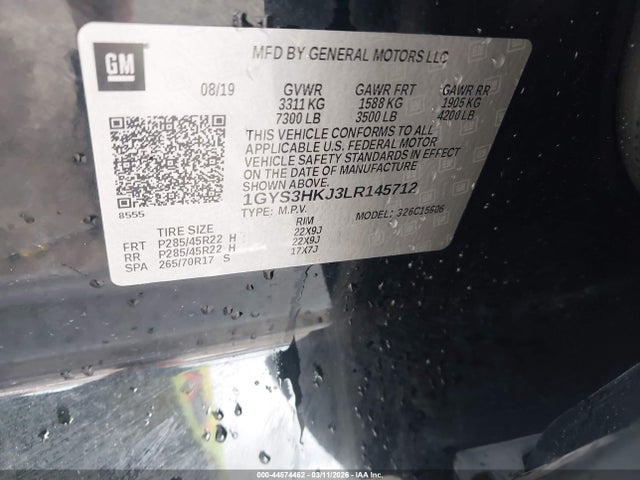 GM
MFD BY GENERAL MOTORS LLC
08/19 GVWR GAWR FRT GAWR RR
3311 KG 1588 KG 1905 KG
7300 LB 3500 LB 4200 LB
THIS VEHICLE CONFORMS TO ALL
APPLICABLE U.S. FEDERAL MOTOR
VEHICLE SAFETY STANDARDS IN EFFECT
ON THE DATE OF MANUFACTURE
SHOWN ABOVE.
1GYS3HKJ3LR145712
8555 TYPE: M.P.V. MODEL: 326C15606
TIRE SIZE RIM
FRT P285/45R22 H 22X9J
RR P285/45R22 H 22X9J
SPA 265/70R17 S 17X7J
000-44574462 - 03/11/2026 - IAAI.COM